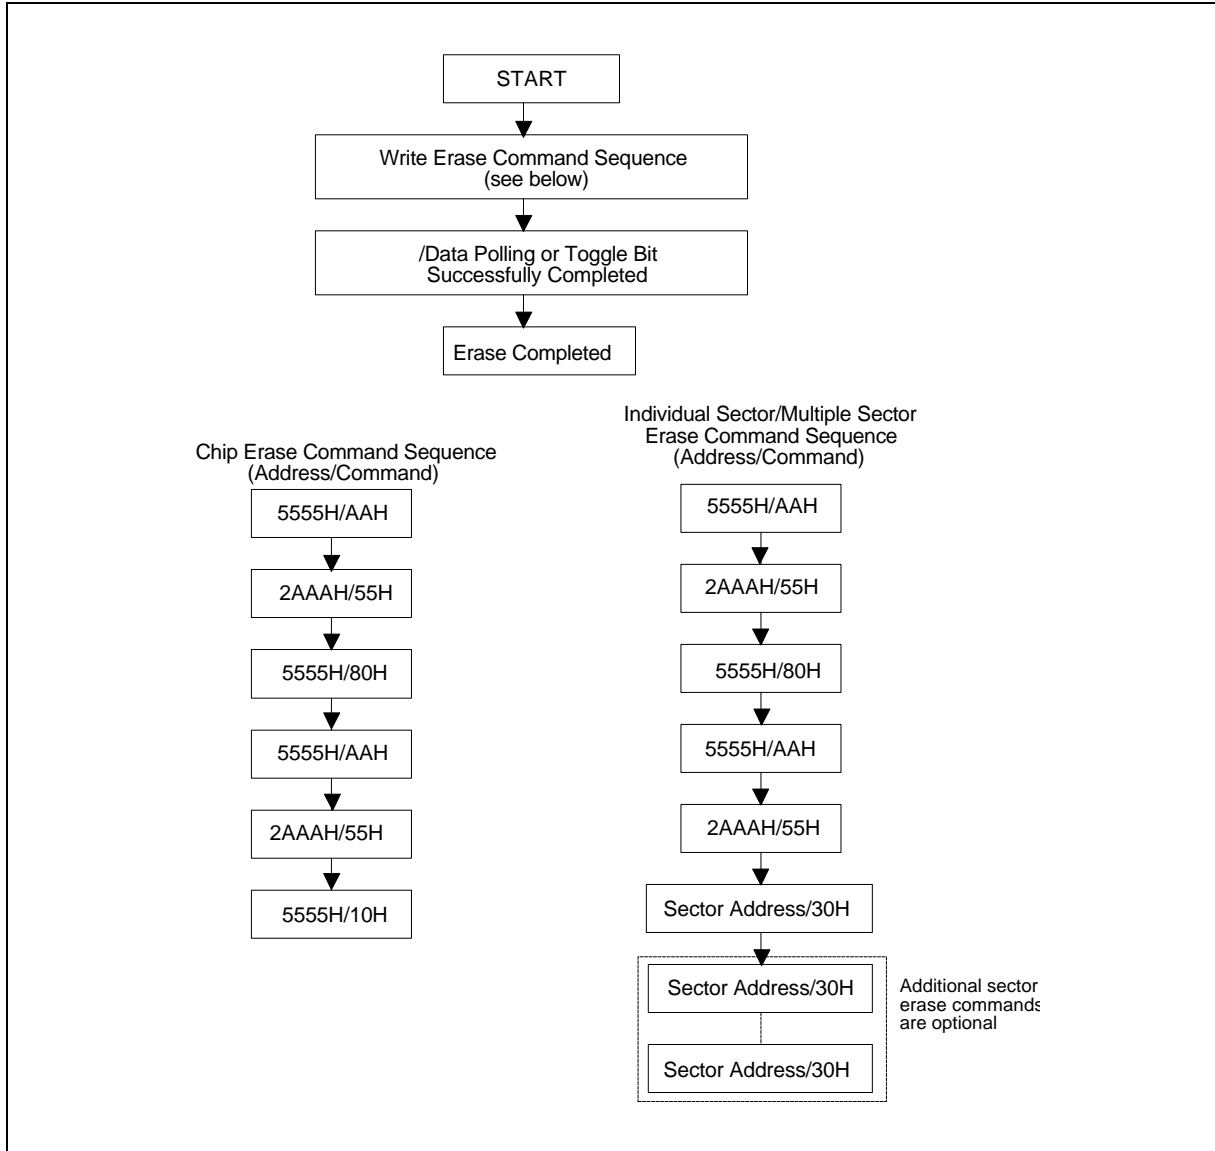 START
Write Erase Command Sequence
(see below)
/Data Polling or Toggle Bit
Successfully Completed
Erase Completed
Chip Erase Command Sequence
(Address/Command)
5555H/AAH
2AAAH/55H
5555H/80H
5555H/AAH
2AAAH/55H
5555H/10H
Individual Sector/Multiple Sector
Erase Command Sequence
(Address/Command)
5555H/AAH
2AAAH/55H
5555H/80H
5555H/AAH
2AAAH/55H
Sector Address/30H
Sector Address/30H
Sector Address/30H
Additional sector
erase commands
are optional